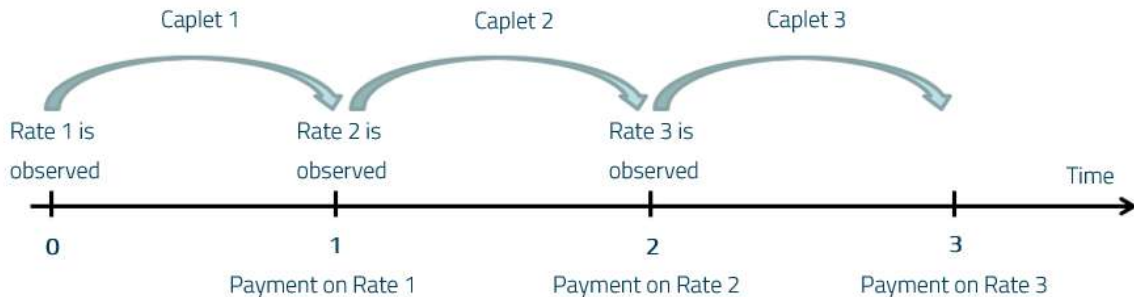 Caplet 1
Caplet 2
Caplet 3
Rate 1 is
observed
Rate 2 is
observed
Rate 3 is
observed
Time
0
1
2
3
Payment on Rate 1
Payment on Rate 2
Payment on Rate 3